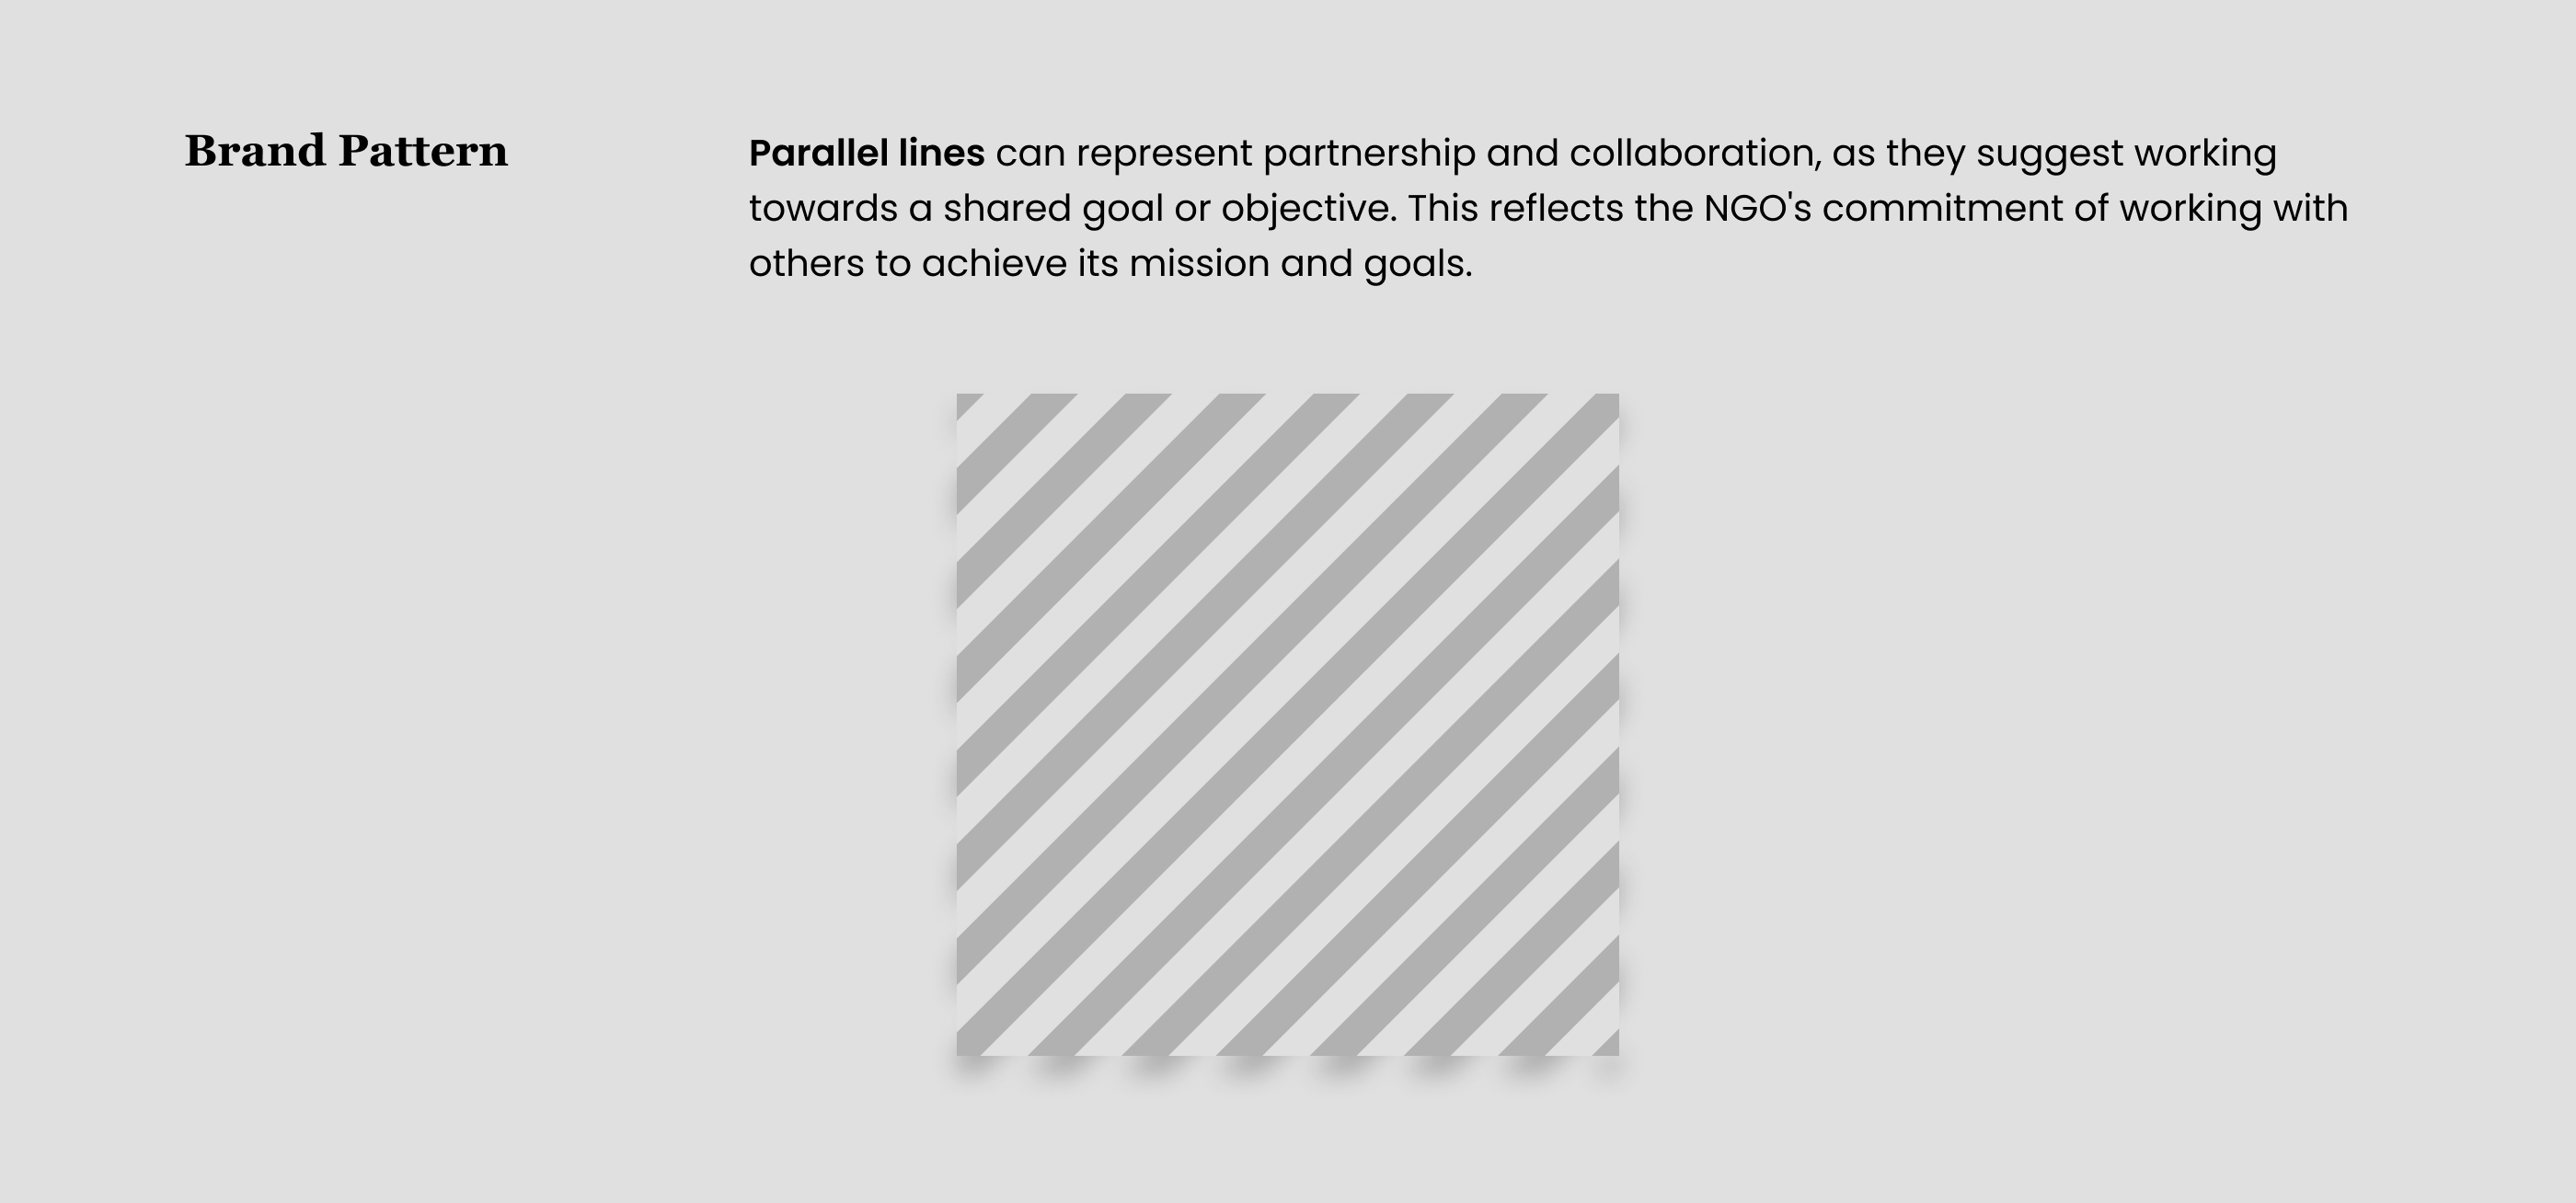 Brand Pattern
Parallel lines can represent partnership and collaboration, as they suggest working
towards a shared goal or objective. This reflects the NGO's commitment of working with
others to achieve its mission and goals.